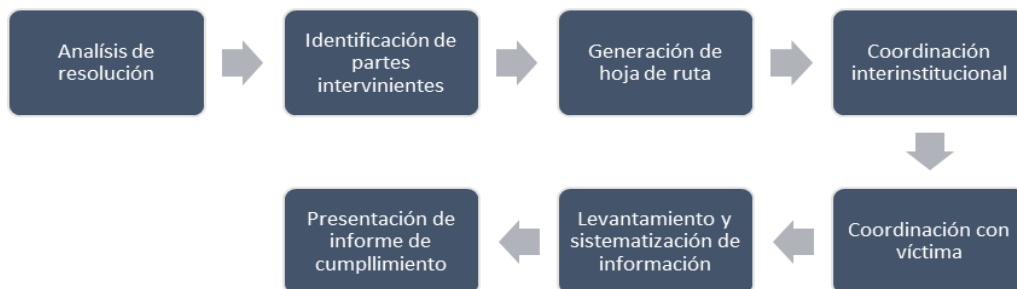 Analísis de
resolución
Identificación de
partes
intervinientes
Generación de
hoja de ruta
Coordinación
interinstitucional
Coordinación con
víctima
Levantamiento y
sistematización de
información
Presentación de
informe de
cumpllimiento